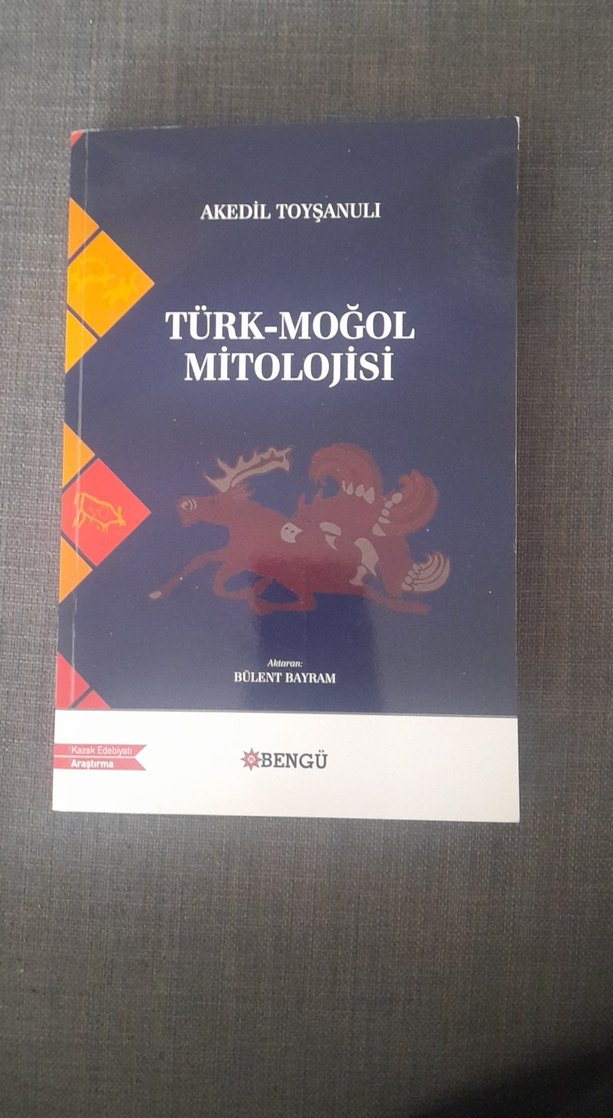 AKEDİL TOYŞANULI
TÜRK-MOĞOL
MİTOLOJİSİ
Aktaran:
BÜLENT BAYRAM
Kazak Edebiyatı
Araştırma
BENGÜ